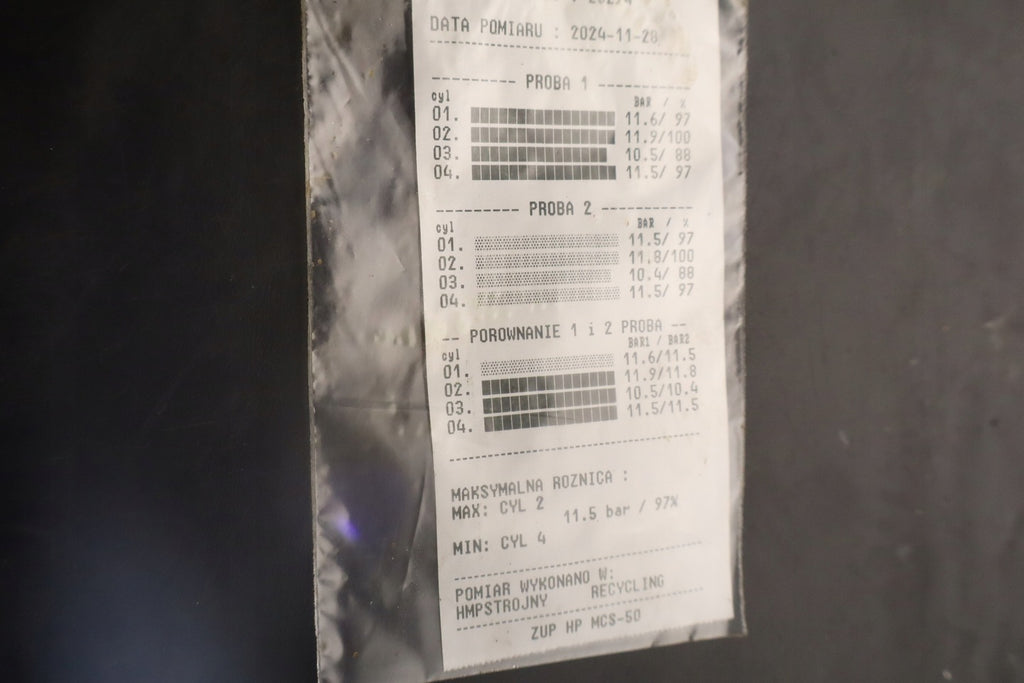 DATA POMIARU : 2024-11-28
PROBA 1
cyl BAR / %
01. 11.6/ 97
02. 11.9/100
03. 10.5/ 88
04. 11.5/ 97
PROBA 2
cyl BAR / %
01. 11.5/ 97
02. 11.8/100
03. 10.4/ 88
04. 11.5/ 97
-- POROWNANIE 1 i 2 PROBA --
cyl BAR1 / BAR2
01. 11.6/11.5
02. 11.9/11.8
03. 10.5/10.4
04. 11.5/11.5
MAKSYMALNA ROZNICA :
MAX: CYL 2
11.5 bar / 97%
MIN: CYL 4
POMIAR WYKONANO W:
HMPSTROJNY RECYCLING
ZUP HP MCS-50